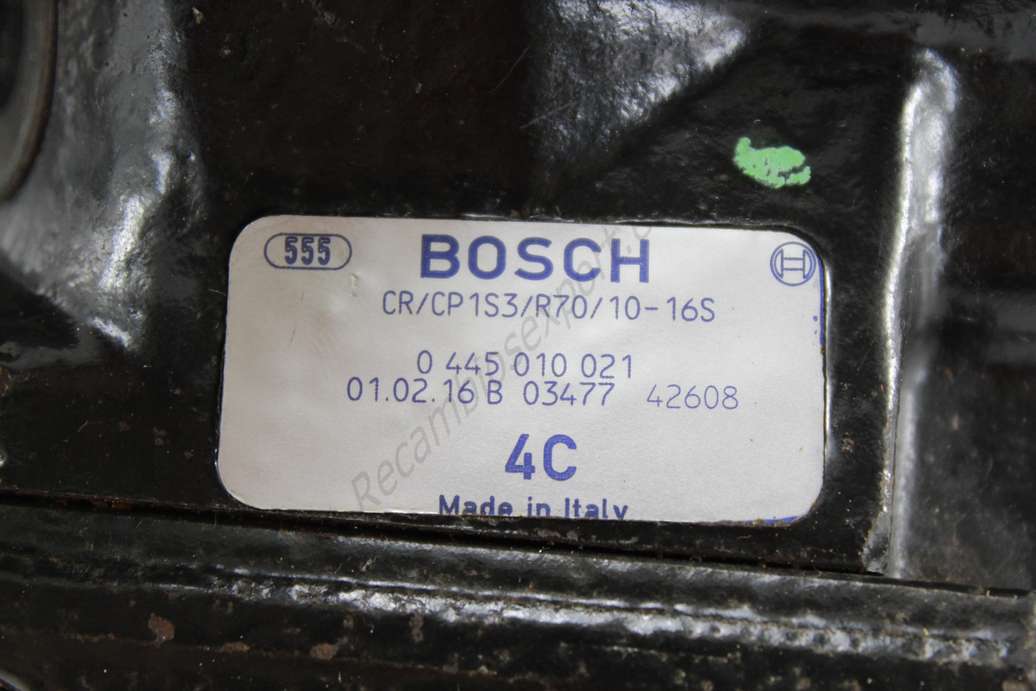 555 BOSCH
CR/CP1S3/R70/10-16S
0 445 010 021
01.02.16 B 03477 42608
4C
Made in Italy